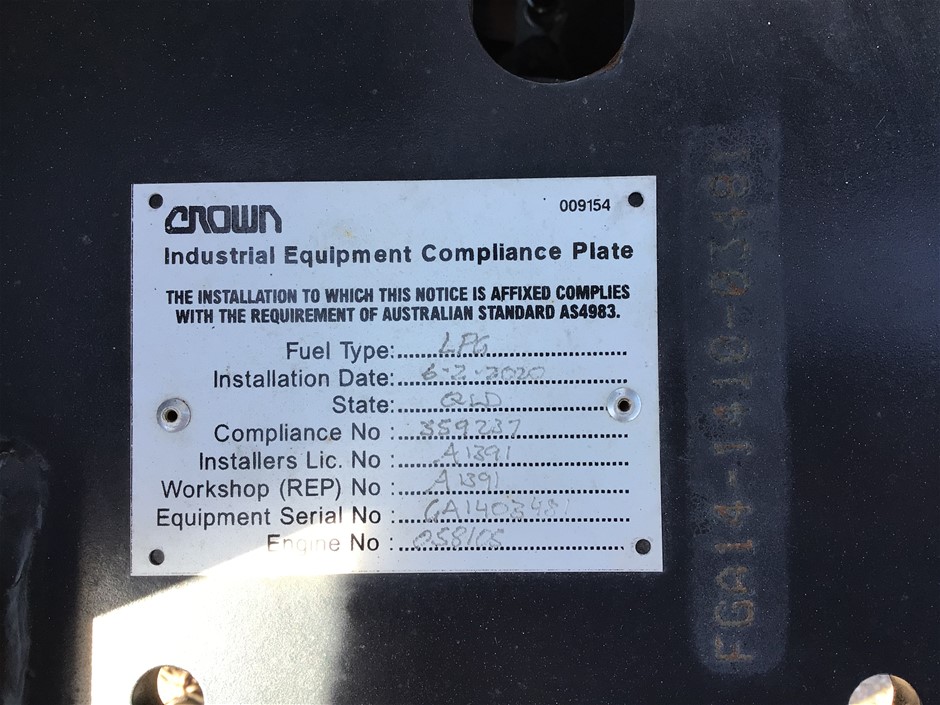 CROWN
009154
Industrial Equipment Compliance Plate
THE INSTALLATION TO WHICH THIS NOTICE IS AFFIXED COMPLIES
WITH THE REQUIREMENT OF AUSTRALIAN STANDARD AS4983.
Fuel Type: LPG
Installation Date: 6-2-2020
State: QLD
Compliance No : 359237
Installers Lic. No : A1391
Workshop (REP) No : A1391
Equipment Serial No : GA1403481
Engine No : 058105